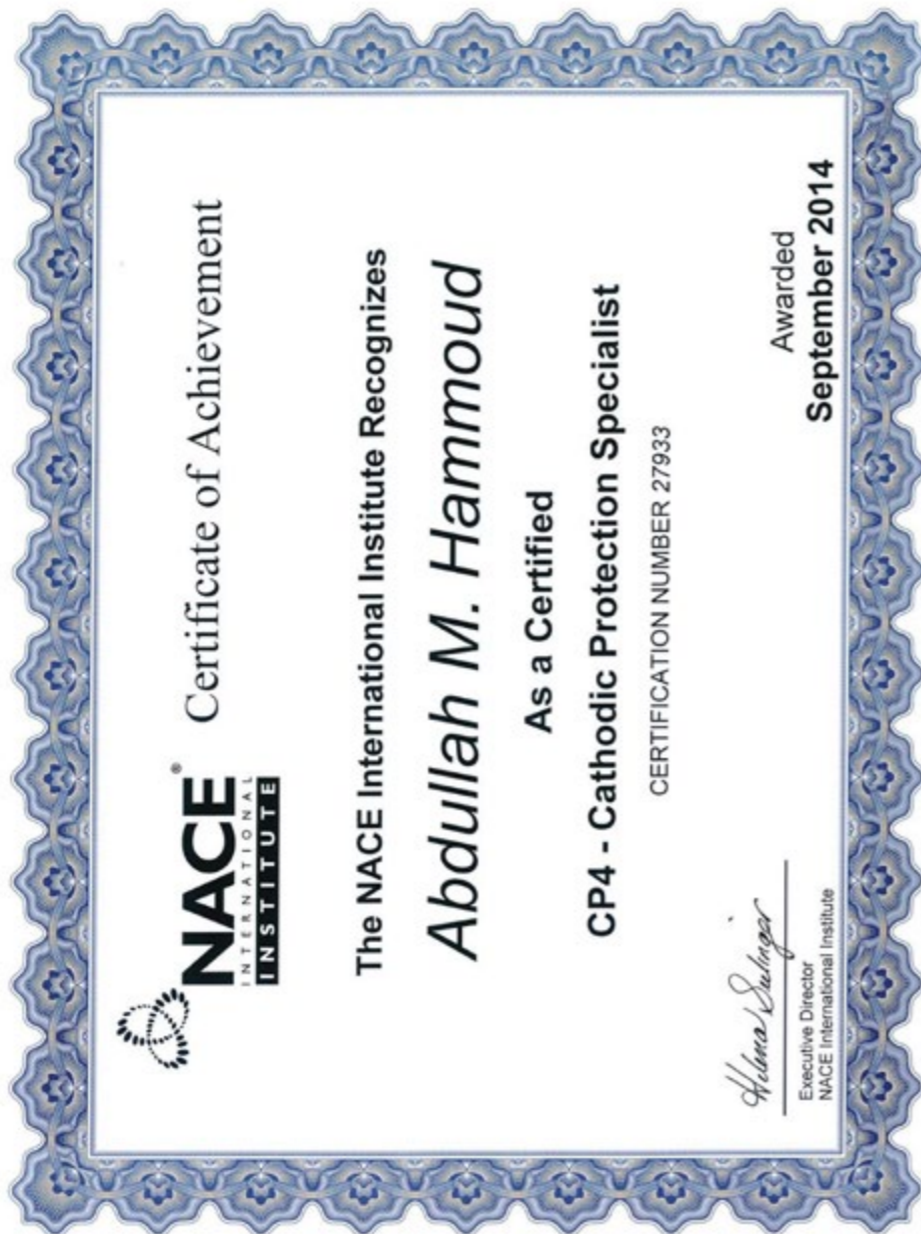 NACE®
INTERNATIONAL
INSTITUTE
Certificate of Achievement
The NACE International Institute Recognizes
Abdullah M. Hammoud
As a Certified
CP4 - Cathodic Protection Specialist
CERTIFICATION NUMBER 27933
Executive Director
NACE International Institute
Awarded
September 2014